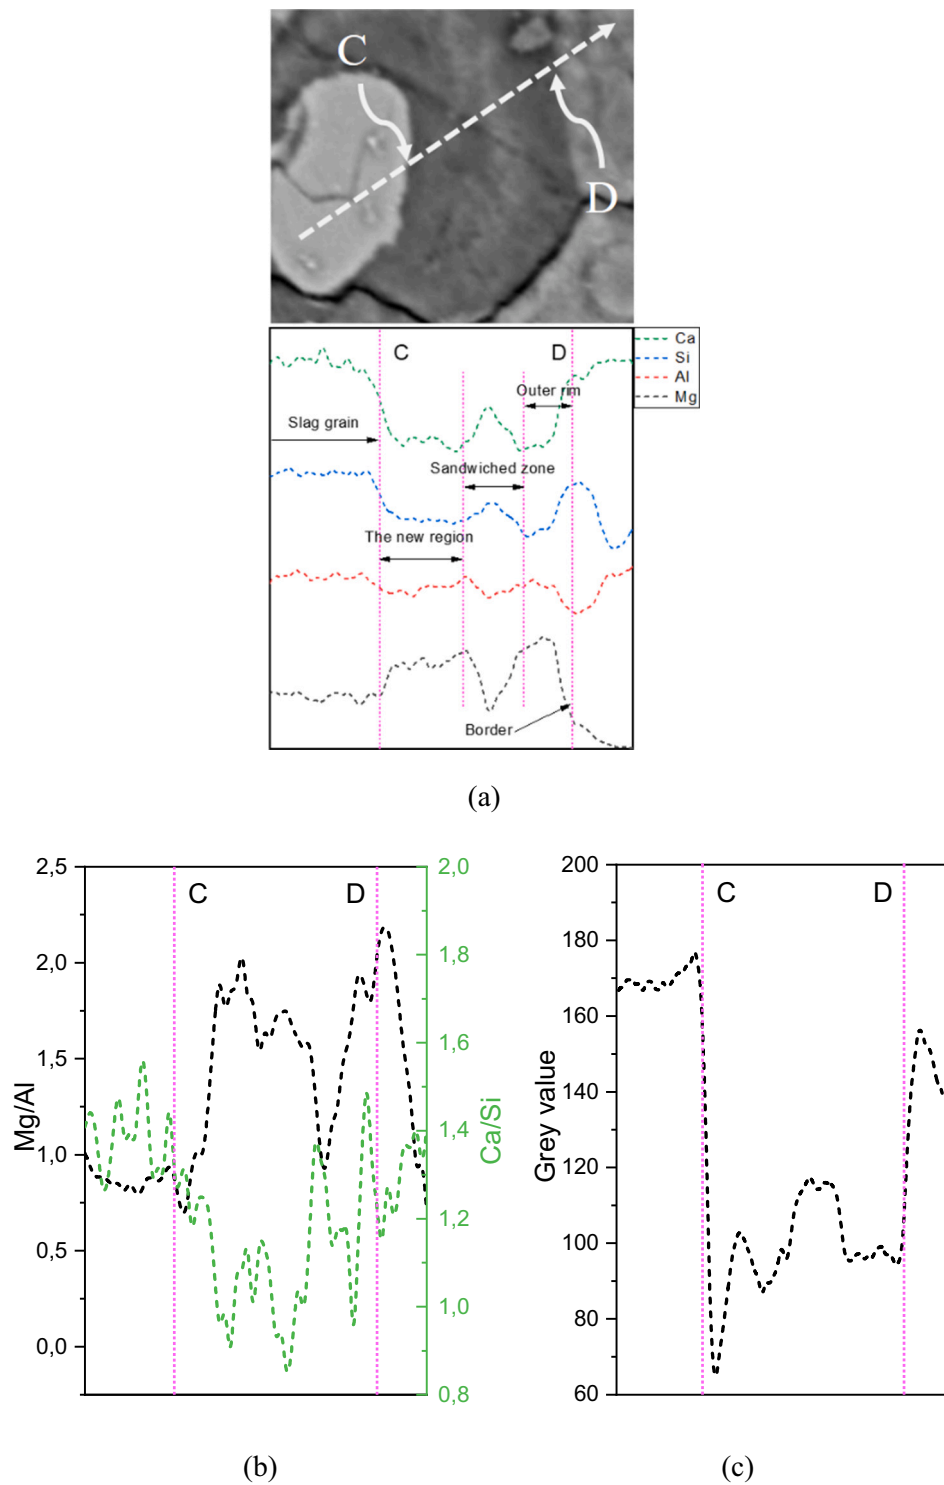 C
D
C
D
Ca
Si
Al
Mg
Outer rim
Slag grain
Sandwiched zone
The new region
Border
(a)
2,5
2,0
1,5
1,0
0,5
0,0
Mg/Al
C
D
2,0
1,8
1,6
1,4
1,2
1,0
0,8
Ca/Si
(b)
200
180
160
140
120
100
80
60
Grey value
C
D
(c)